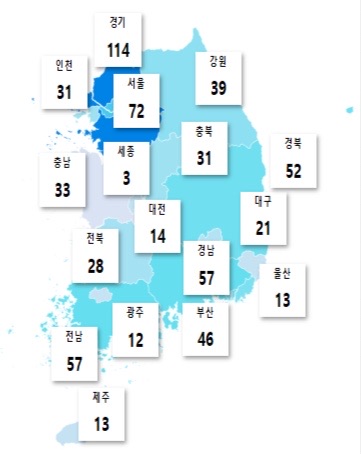 경기
114
인천
31
서울
72
강원
39
충북
31
경북
52
세종
3
충남
33
대전
14
대구
21
전북
28
경남
57
울산
13
광주
12
부산
46
전남
57
제주
13